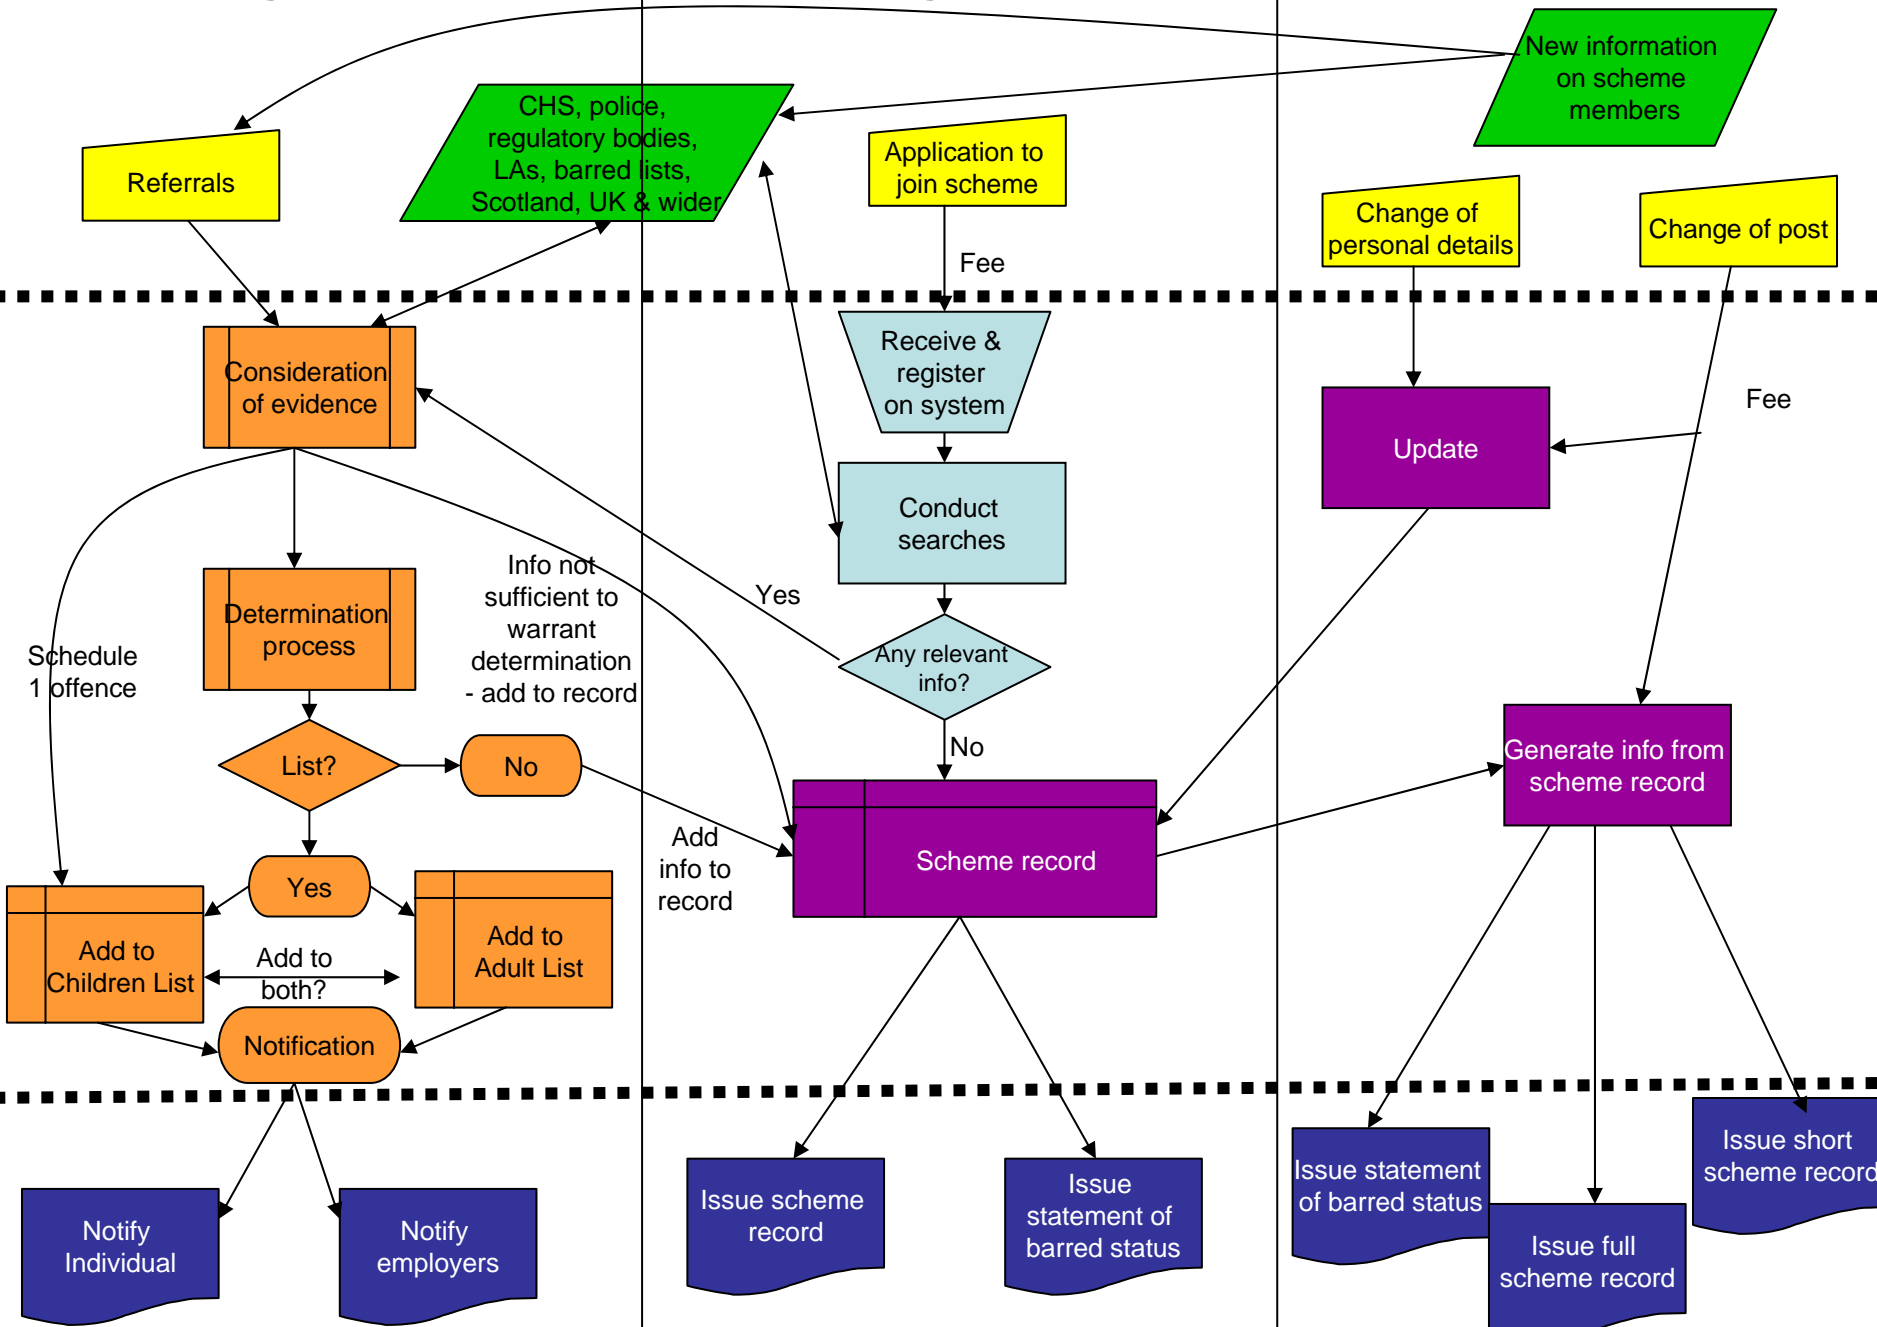 New information
on scheme
members
CHS, police,
regulatory bodies,
LAs, barred lists,
Scotland, UK & wider
Referrals
Application to
join scheme
Change of
personal details
Change of post
Fee
Consideration
of evidence
Receive &
register
on system
Fee
Update
Conduct
searches
Info not
sufficient to
warrant
determination
- add to record
Yes
Determination
process
Schedule
1 offence
Any relevant
info?
No
List?
No
Generate info from
scheme record
Add
info to
record
Scheme record
Yes
Add to
Children List
Add to
both?
Add to
Adult List
Notification
Notify
Individual
Notify
employers
Issue scheme
record
Issue
statement of
barred status
Issue statement
of barred status
Issue full
scheme record
Issue short
scheme record